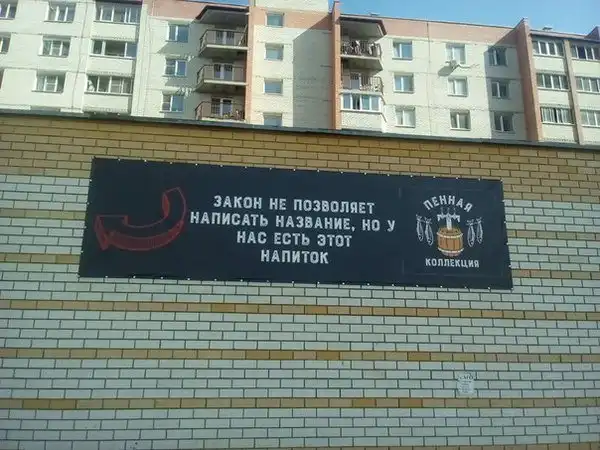 ЗАКОН НЕ ПОЗВОЛЯЕТ
НАПИСАТЬ НАЗВАНИЕ, НО У
НАС ЕСТЬ ЭТОТ
НАПИТОК
ПЕННАЯ
КОЛЛЕКЦИЯ